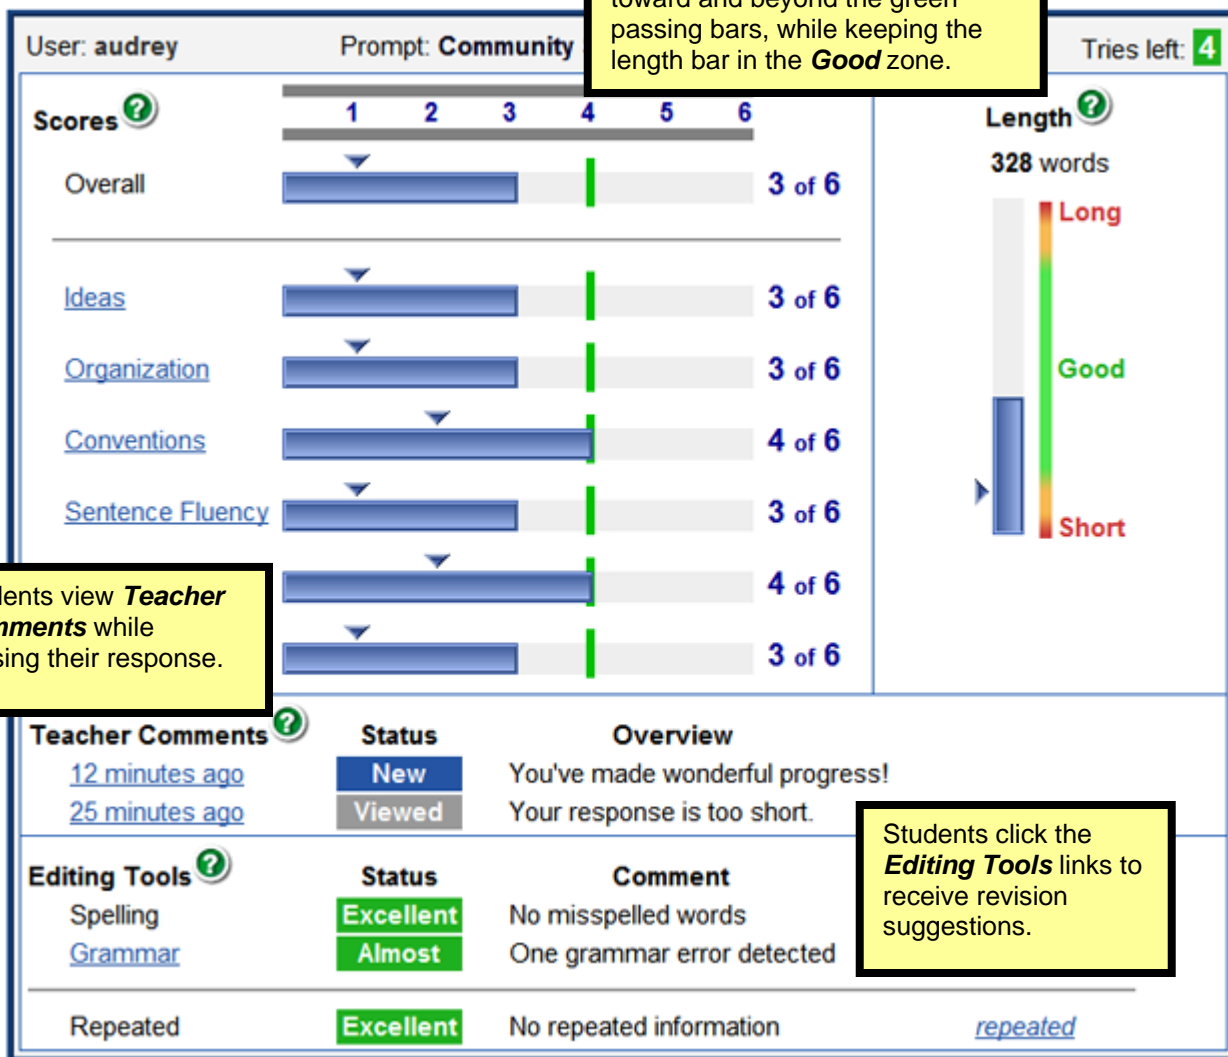 toward and beyond the green
passing bars, while keeping the
length bar in the Good zone.
User: audrey Prompt: Community Tries left: 4
Scores ? 1 2 3 4 5 6 Length ?
328 words
Overall 3 of 6
Long
Ideas 3 of 6
Organization 3 of 6
Good
Conventions 4 of 6
Sentence Fluency 3 of 6
Short
4 of 6
3 of 6
view Teacher
while
their response.
Teacher Comments ? Status Overview
12 minutes ago New You've made wonderful progress!
25 minutes ago Viewed Your response is too short.
Students click the
Editing Tools links to
receive revision
suggestions.
Editing Tools ? Status Comment
Spelling Excellent No misspelled words
Grammar Almost One grammar error detected
Repeated Excellent No repeated information repeated